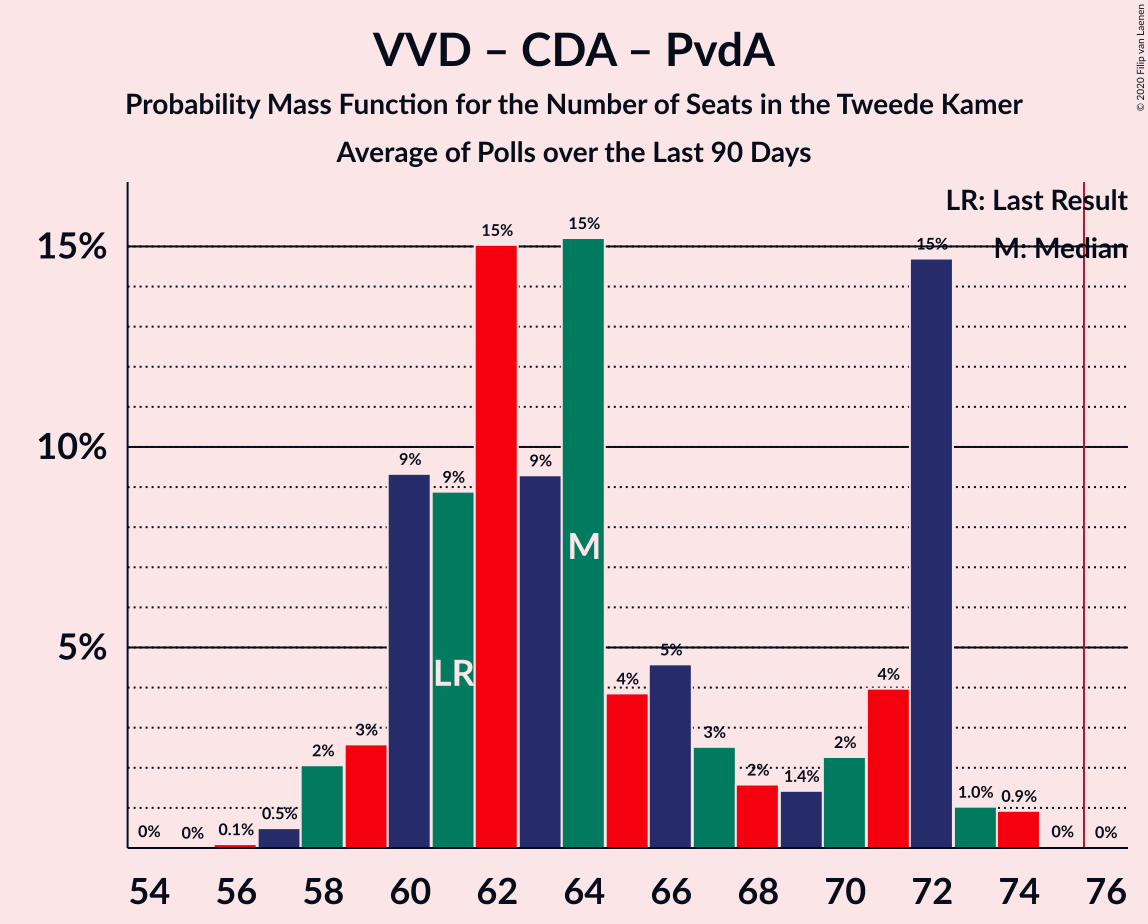 VVD – CDA – PvdA
Probability Mass Function for the Number of Seats in the Tweede Kamer
Average of Polls over the Last 90 Days
© 2020 Filip van Laenen
LR: Last Result
M: Median
15%
10%
5%
0% 0% 0.1% 0.5% 2% 3% 9% 9% 15% 9% 15% 4% 5% 3% 2% 1.4% 2% 4% 15% 1.0% 0.9% 0% 0%
LR
M
54 56 58 60 62 64 66 68 70 72 74 76